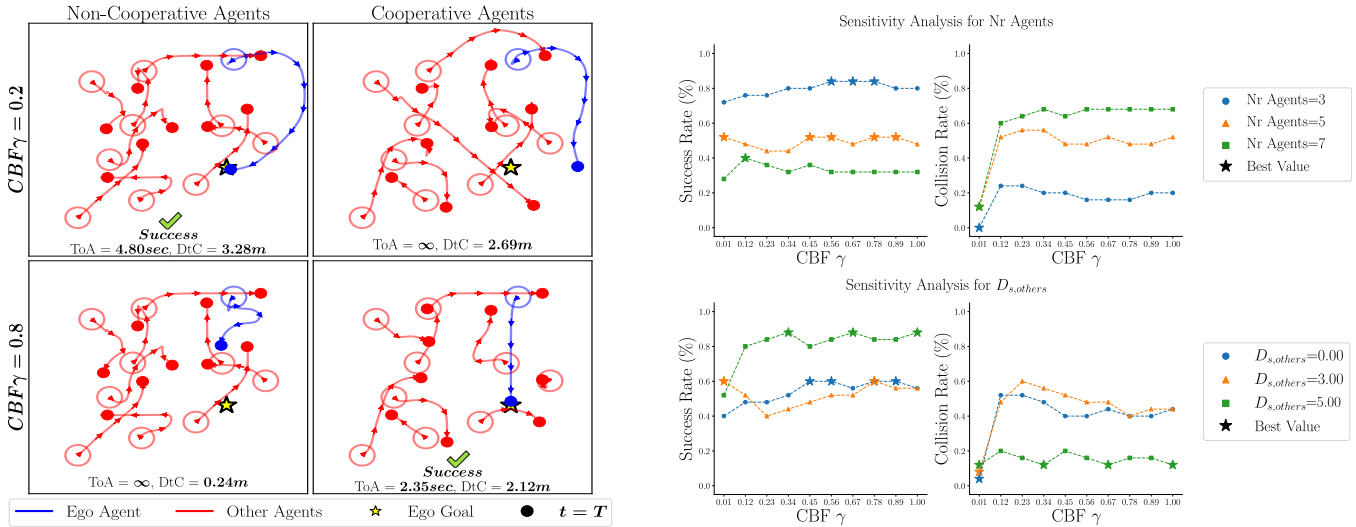 Non-Cooperative Agents
Cooperative Agents
CBFγ = 0.2
Success
ToA = 4.80sec, DtC = 3.28m
ToA = ∞, DtC = 2.69m
CBFγ = 0.8
ToA = ∞, DtC = 0.24m
Success
ToA = 2.35sec, DtC = 2.12m
Ego Agent
Other Agents
Ego Goal
t = T
Sensitivity Analysis for Nr Agents
Success Rate (%)
1.0
0.8
0.6
0.4
0.2
0.0
0.01 0.12 0.23 0.34 0.45 0.56 0.67 0.78 0.89 1.00
CBF γ
Collision Rate (%)
1.0
0.8
0.6
0.4
0.2
0.0
0.01 0.12 0.23 0.34 0.45 0.56 0.67 0.78 0.89 1.00
CBF γ
Nr Agents=3
Nr Agents=5
Nr Agents=7
Best Value
Sensitivity Analysis for D_s,others
Success Rate (%)
1.0
0.8
0.6
0.4
0.2
0.0
0.01 0.12 0.23 0.34 0.45 0.56 0.67 0.78 0.89 1.00
CBF γ
Collision Rate (%)
1.0
0.8
0.6
0.4
0.2
0.0
0.01 0.12 0.23 0.34 0.45 0.56 0.67 0.78 0.89 1.00
CBF γ
D_s,others=0.00
D_s,others=3.00
D_s,others=5.00
Best Value